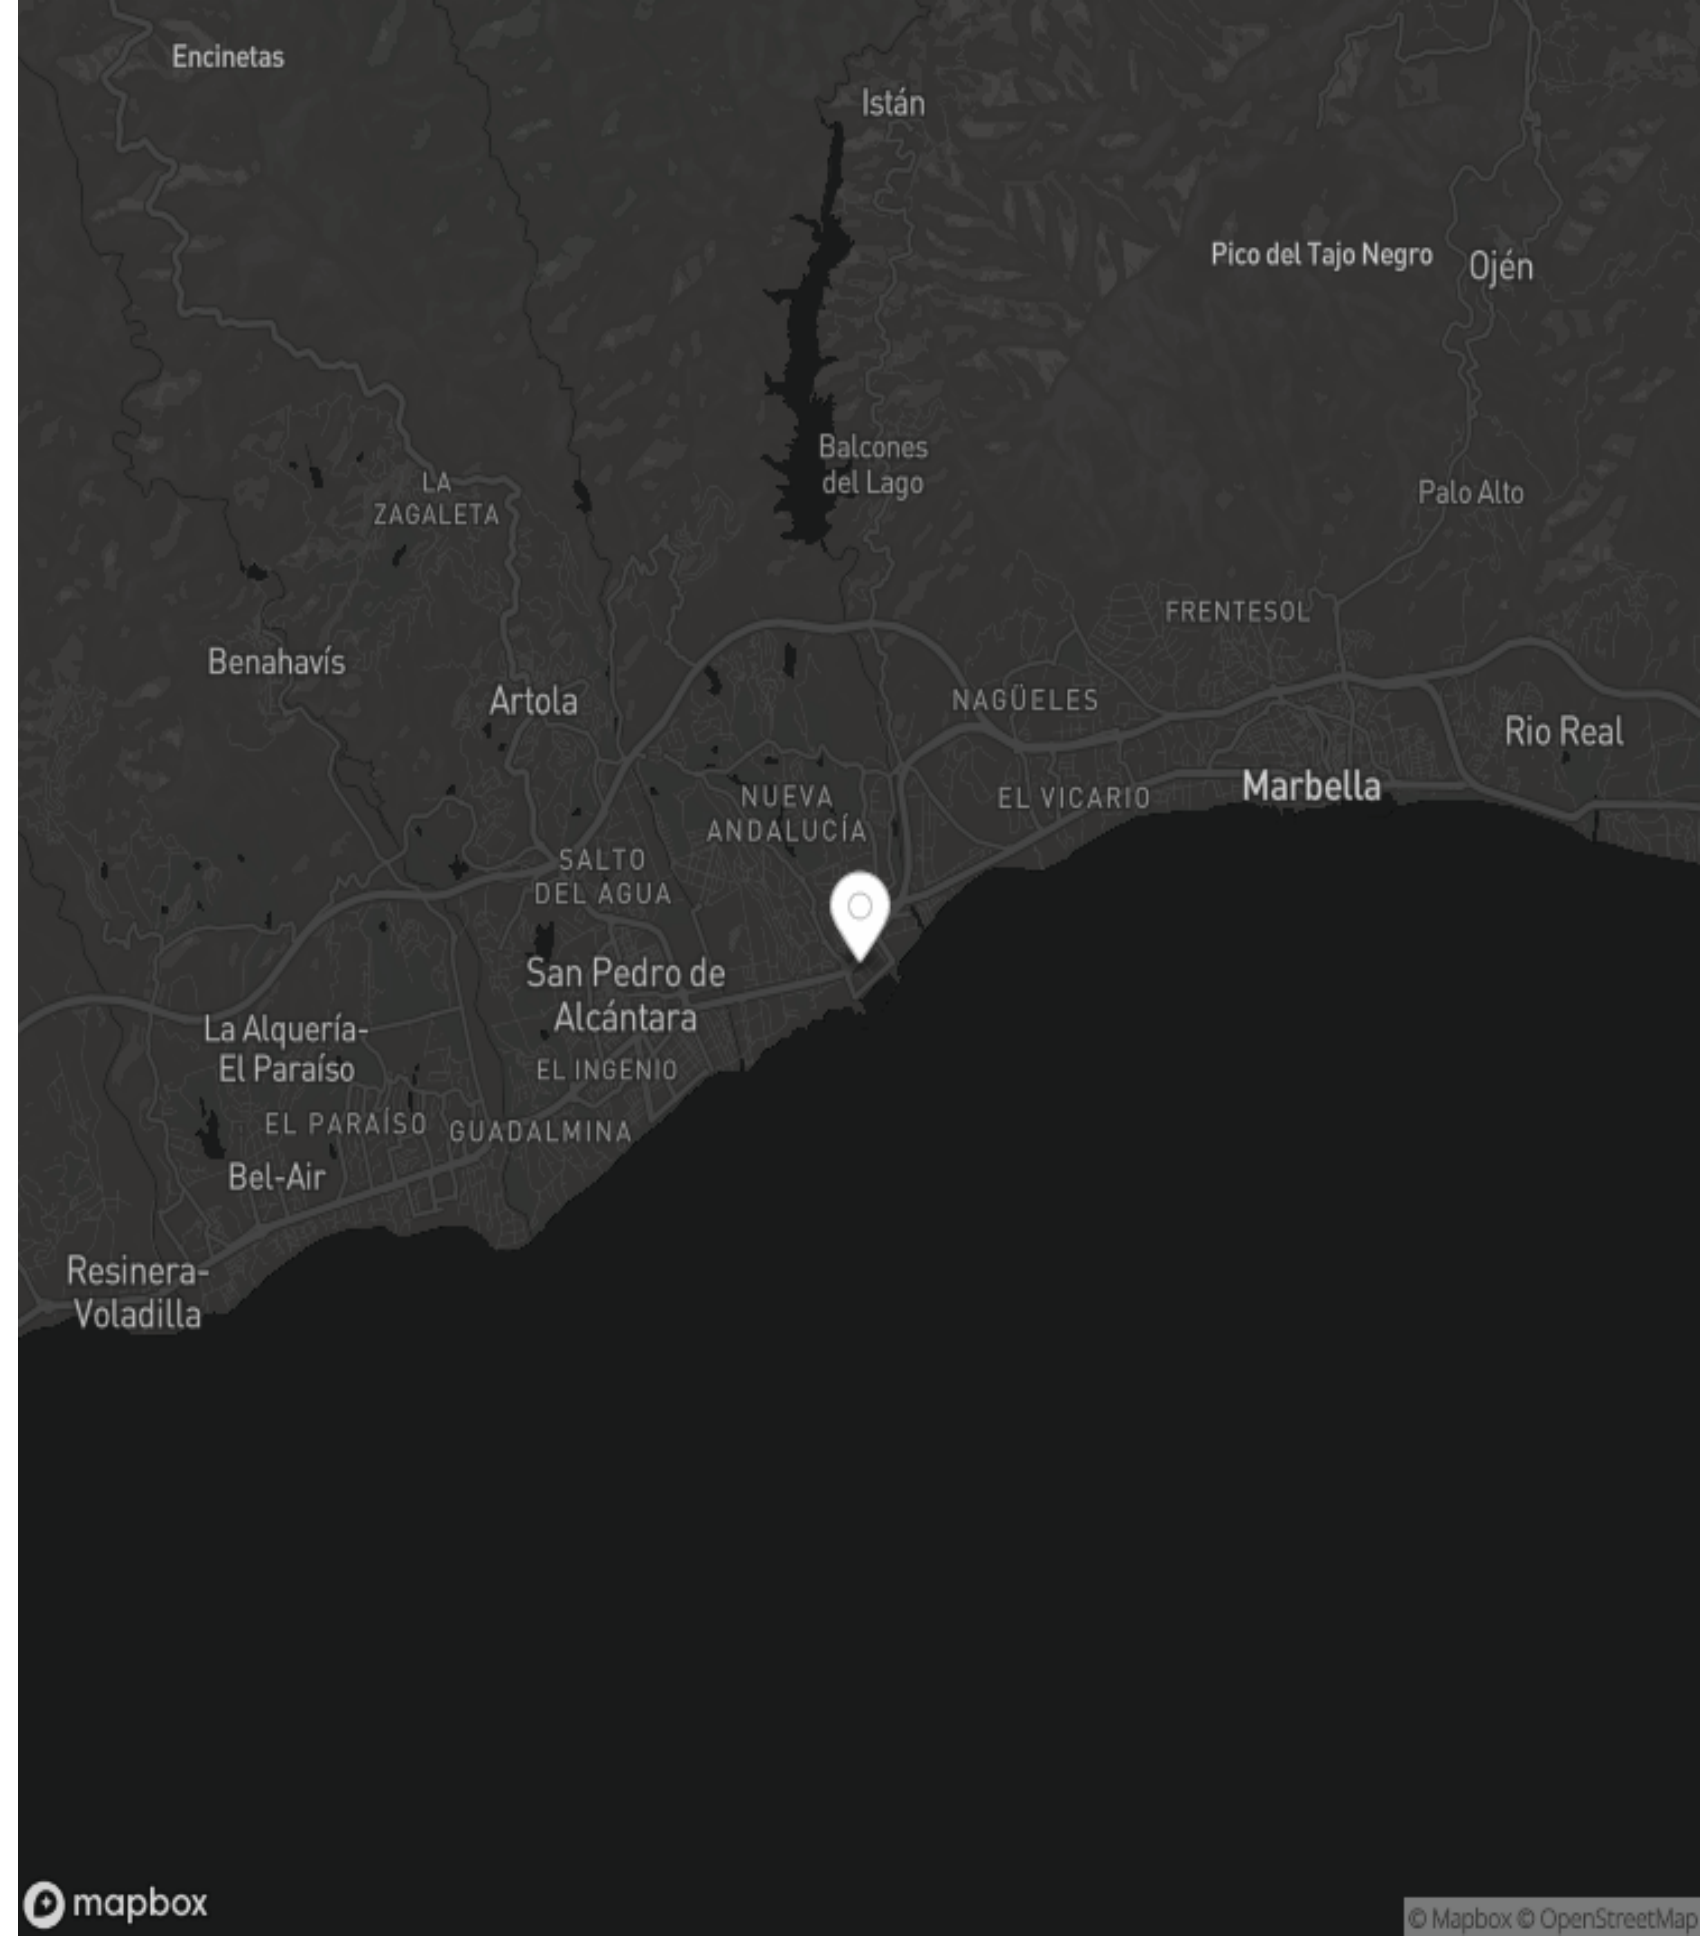 Encinetas
Istán
Pico del Tajo Negro
Ojén
Balcones
del Lago
LA
ZAGALETA
Palo Alto
FRENTESOL
Benahavís
Artola
NAGÜELES
Rio Real
NUEVA
ANDALUCÍA
EL VICARIO
Marbella
SALTO
DEL AGUA
San Pedro de
Alcántara
La Alquería-
El Paraíso
EL INGENIO
EL PARAÍSO
GUADALMINA
Bel-Air
Resinera-
Voladilla
mapbox
© Mapbox © OpenStreetMap